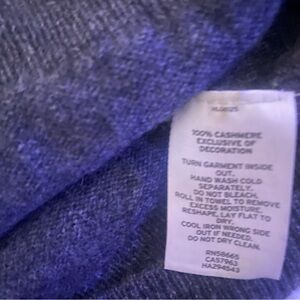 100% CASHMERE
EXCLUSIVE OF
DECORATION
TURN GARMENT INSIDE
OUT.
HAND WASH COLD
SEPARATELY.
DO NOT BLEACH,
ROLL IN TOWEL TO REMOVE
EXCESS MOISTURE.
RESHAPE, LAY FLAT TO
DRY.
COOL IRON WRONG SIDE
OUT IF NEEDED.
DO NOT DRY CLEAN.
RN58665
CA57963
HA294543